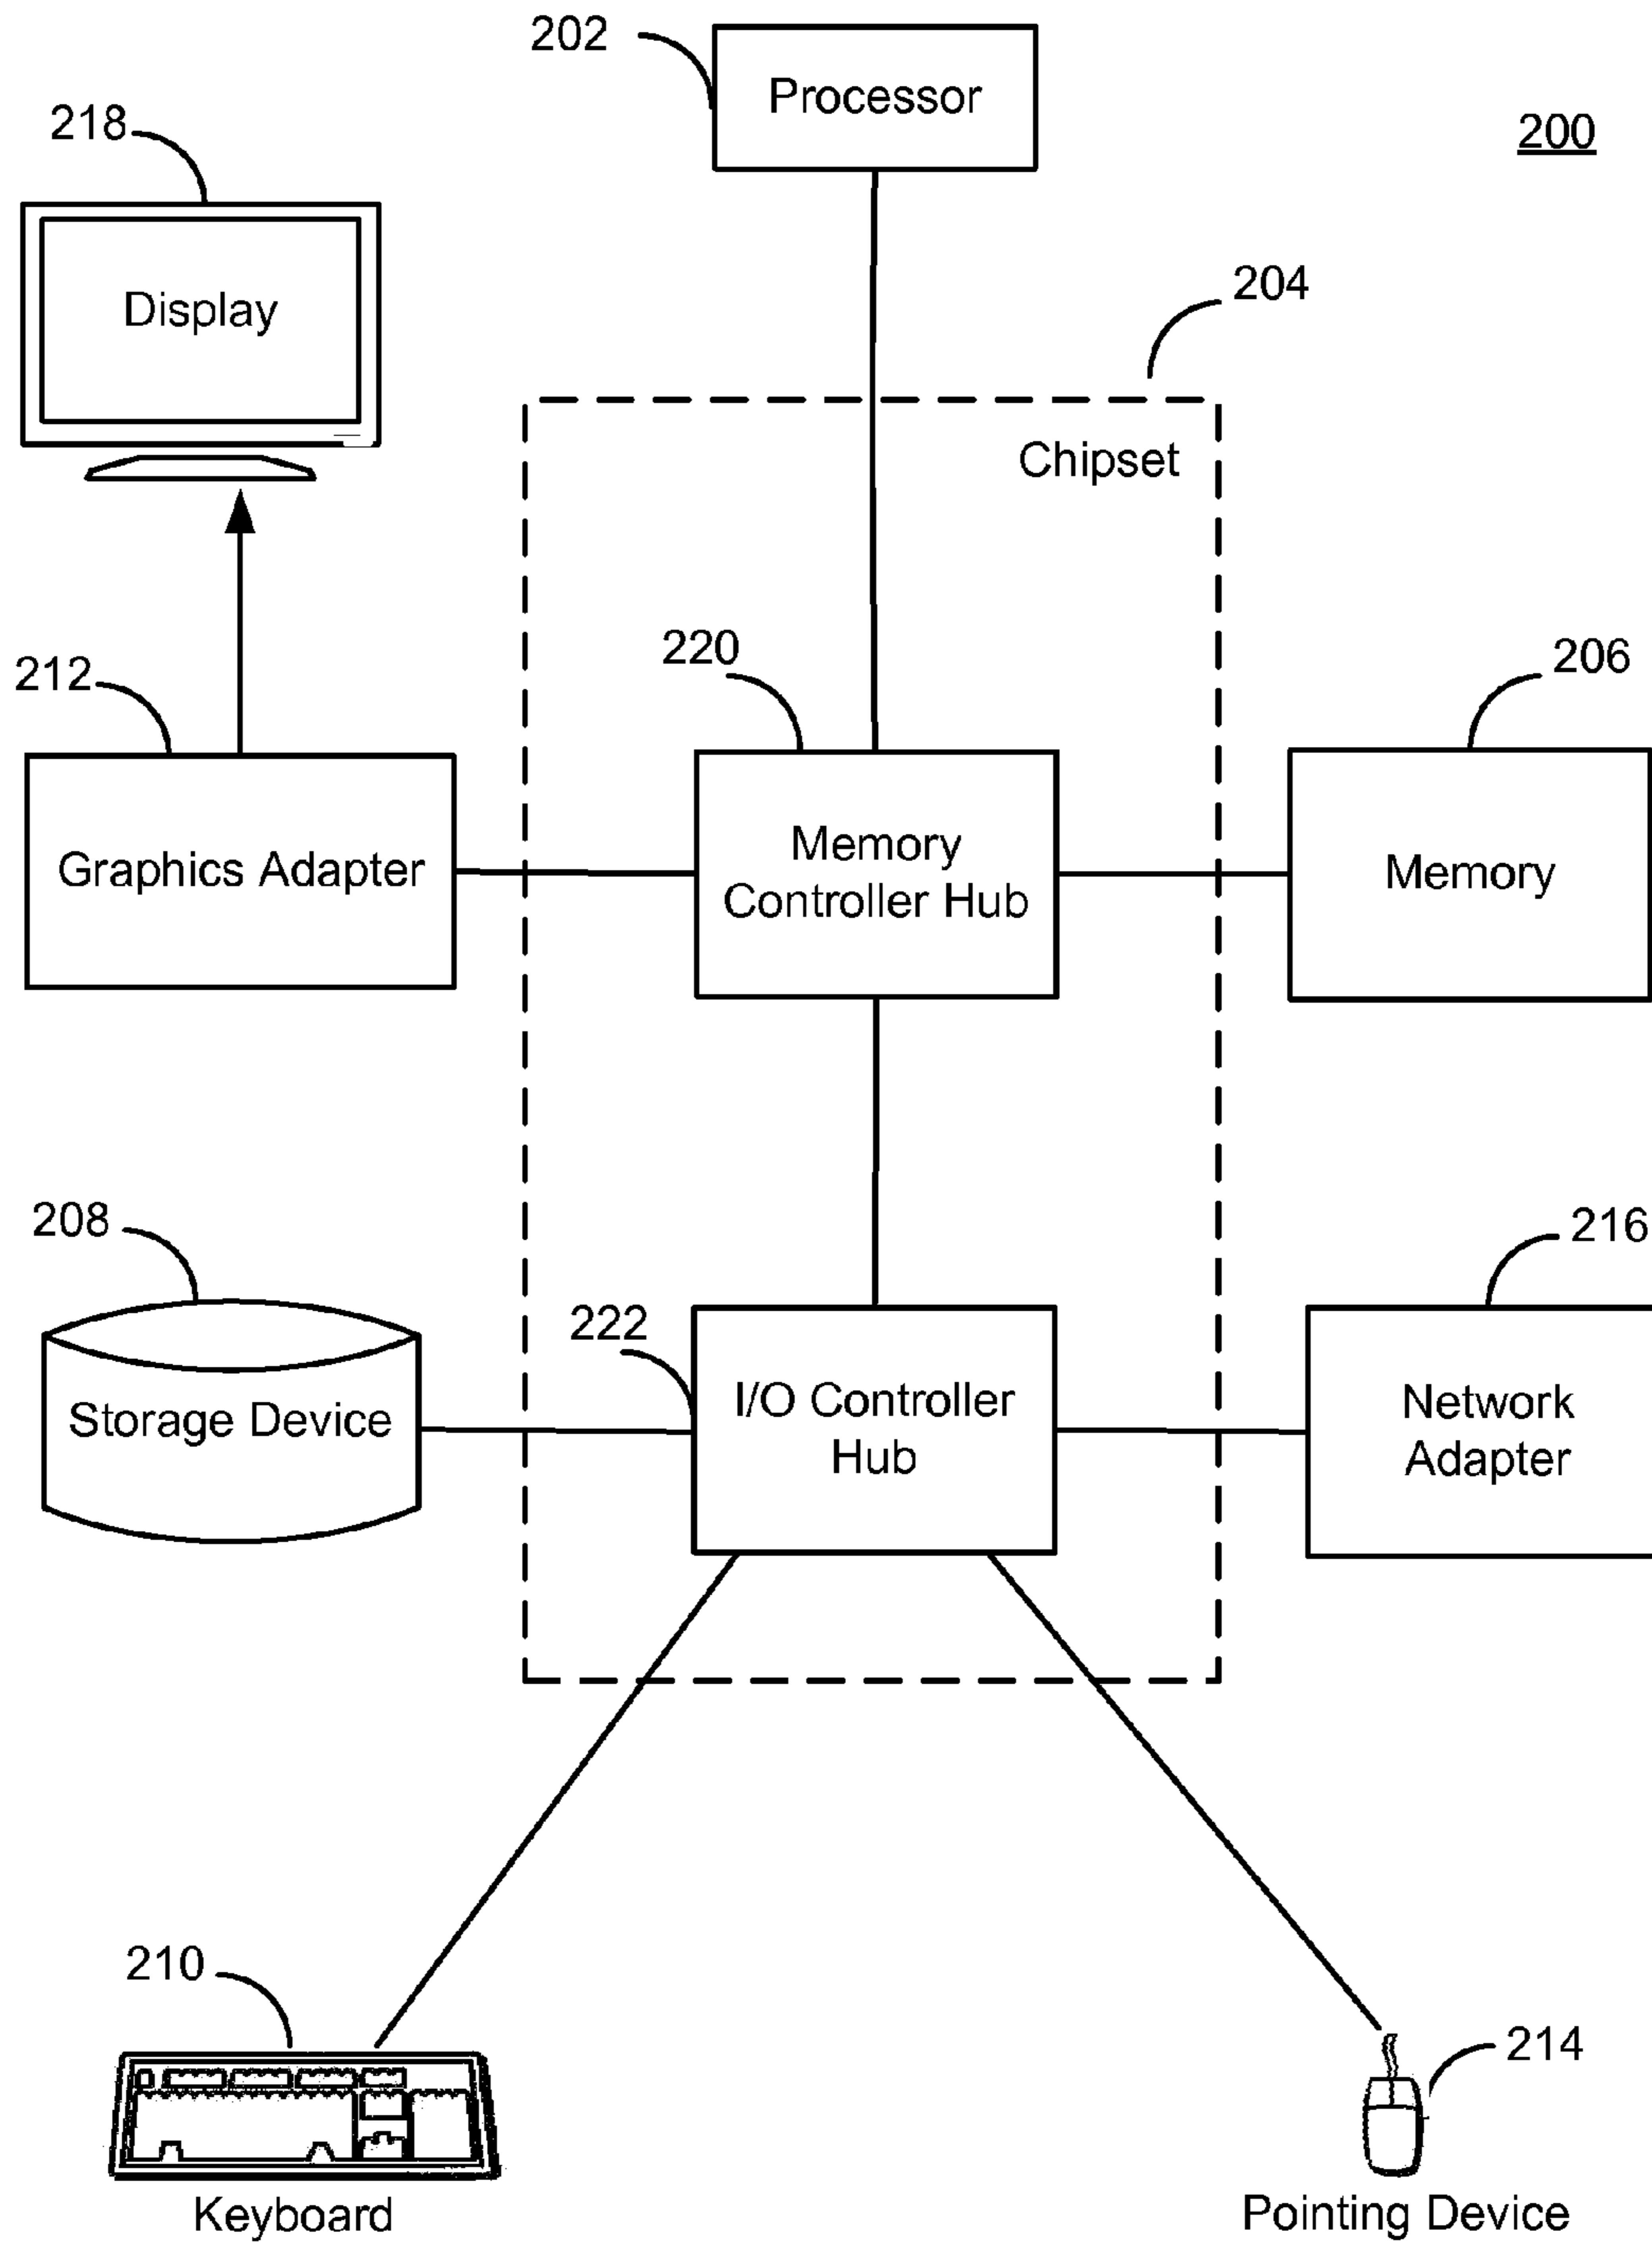 202
Processor
200
218
Display
204
Chipset
212
220
206
Graphics Adapter
Memory
Controller Hub
Memory
208
222
216
Storage Device
I/O Controller
Hub
Network
Adapter
210
214
Keyboard
Pointing Device